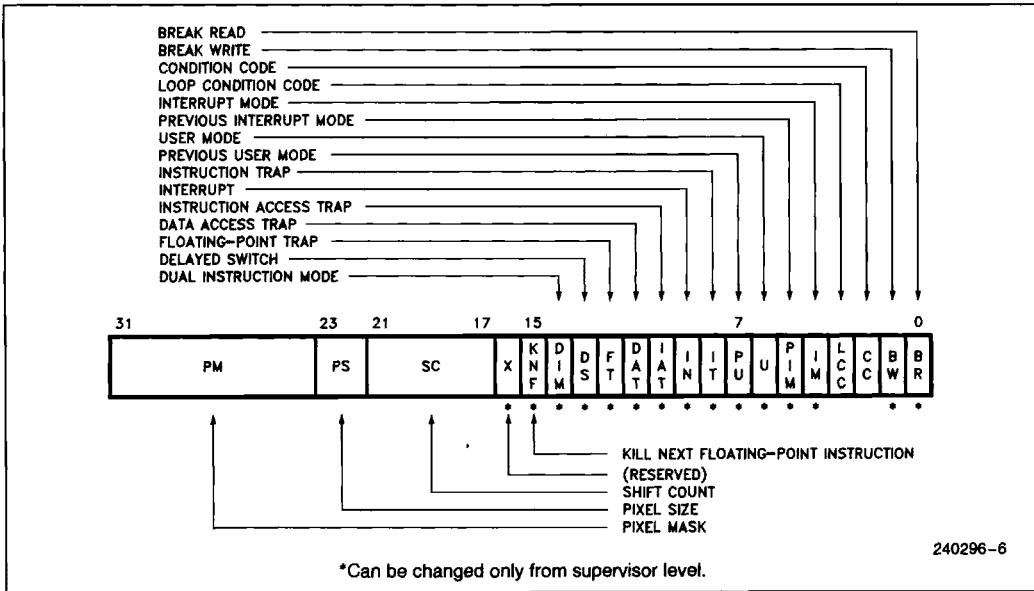 BREAK READ
BREAK WRITE
CONDITION CODE
LOOP CONDITION CODE
INTERRUPT MODE
PREVIOUS INTERRUPT MODE
USER MODE
PREVIOUS USER MODE
INSTRUCTION TRAP
INTERRUPT
INSTRUCTION ACCESS TRAP
DATA ACCESS TRAP
FLOATING-POINT TRAP
DELAYED SWITCH
DUAL INSTRUCTION MODE
31 23 21 17 15 7 0
PM PS SC X KNF DIM DS FT DAT IAT IN IT PU U PIM IM LCC CC BW BR
* * * * * * * * * * * * * * *
KILL NEXT FLOATING-POINT INSTRUCTION
(RESERVED)
SHIFT COUNT
PIXEL SIZE
PIXEL MASK
240296-6
*Can be changed only from supervisor level.